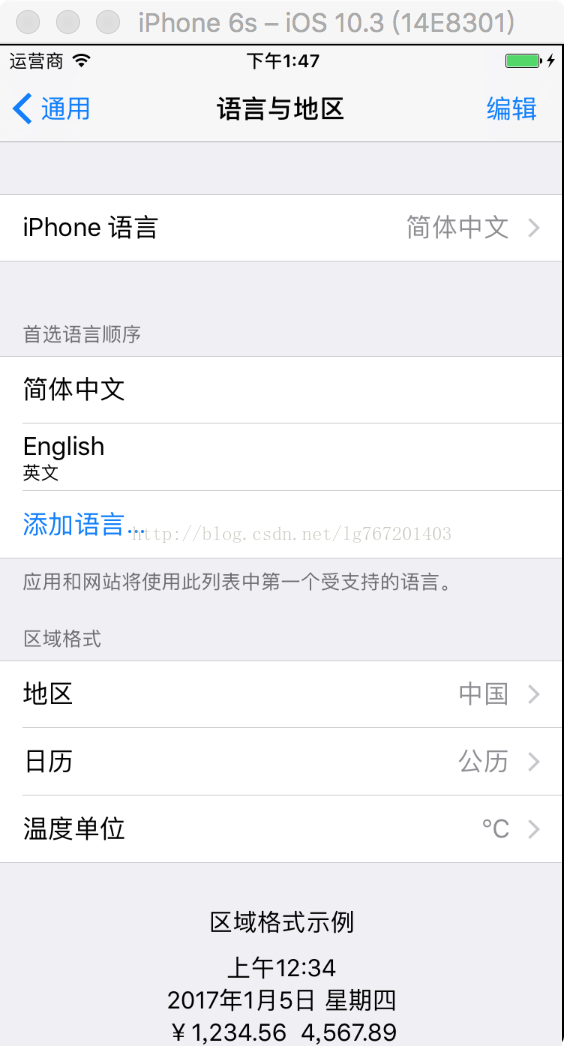 iPhone 6s – iOS 10.3 (14E8301)
运营商 下午1:47
通用 语言与地区 编辑
iPhone 语言 简体中文
首选语言顺序
简体中文
English
英文
添加语言...
http://blog.csdn.net/lg767201403
应用和网站将使用此列表中第一个受支持的语言。
区域格式
地区 中国
日历 公历
温度单位 °C
区域格式示例
上午12:34
2017年1月5日 星期四
¥1,234.56 4,567.89